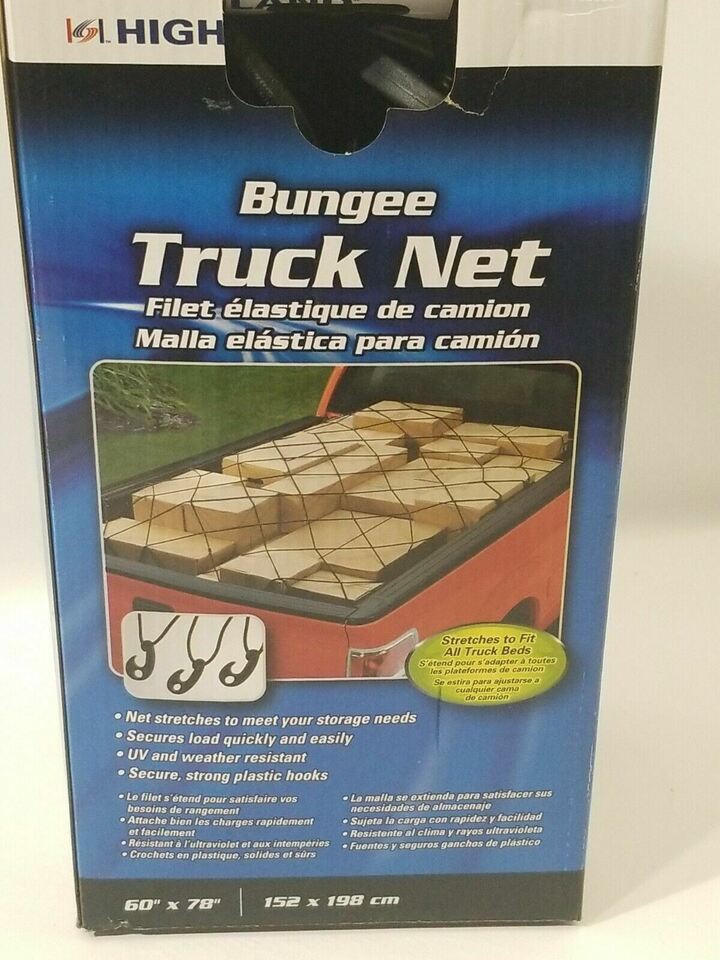 HIGH
LAND
Bungee
Truck Net
Filet élastique de camion
Malla elástica para camión
Stretches to Fit
All Truck Beds
S'étend pour s'adapter à toutes
les plateformes de camion
Se estira para ajustarse a
cualquier cama
de camión
• Net stretches to meet your storage needs
• Secures load quickly and easily
• UV and weather resistant
• Secure, strong plastic hooks
• Le filet s'étend pour satisfaire vos
besoins de rangement
• Attache bien les charges rapidement
et facilement
• Résistant à l'ultraviolet et aux intempéries
• Crochets en plastique, solides et sûrs
• La malla se extienda para satisfacer sus
necesidades de almacenaje
• Sujeta la carga con rapidez y facilidad
• Resistente al clima y rayos ultravioleta
• Fuentes y seguros ganchos de plástico
60" x 78" | 152 x 198 cm